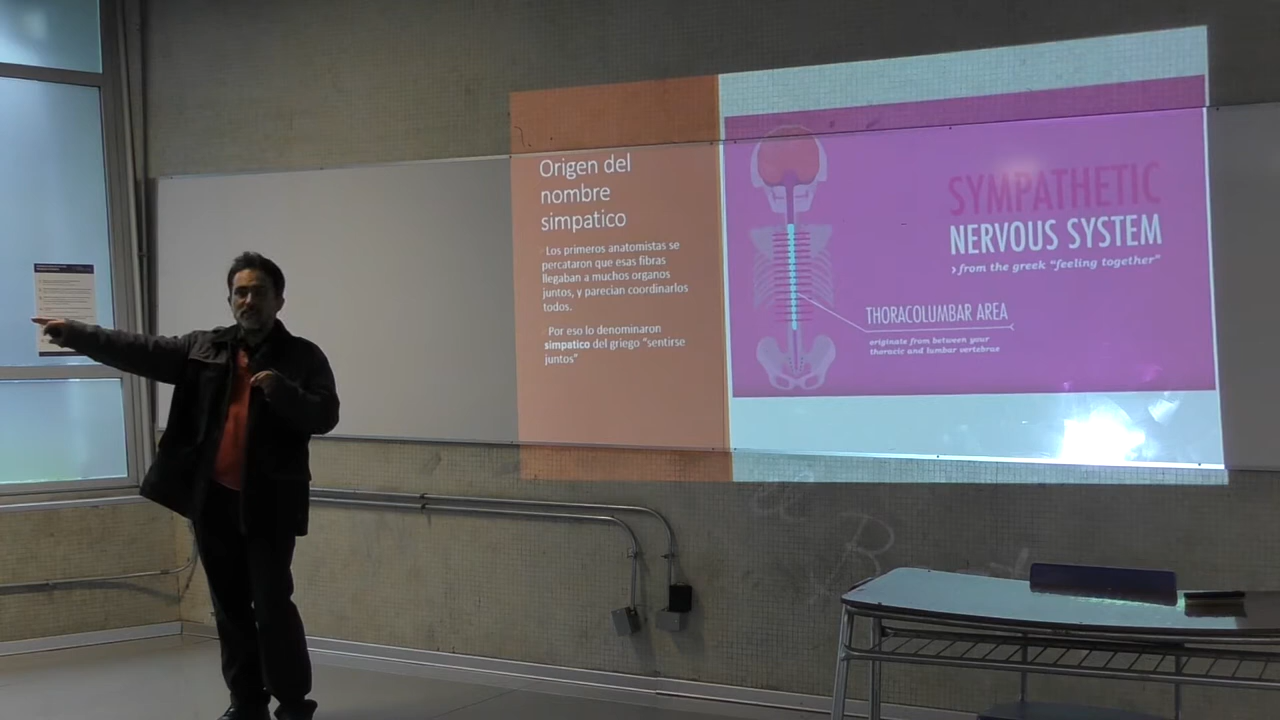 Origen del
nombre
simpatico
Los primeros anatomistas se
percataron que esas fibras
llegaban a muchos organos
juntos, y parecian coordinarlos
todos.
Por eso lo denominaron
simpatico del griego "sentirse
juntos"
SYMPATHETIC
NERVOUS SYSTEM
from the greek "feeling together"
THORACOLUMBAR AREA
originate from between your
thoracic and lumbar vertebrae
B